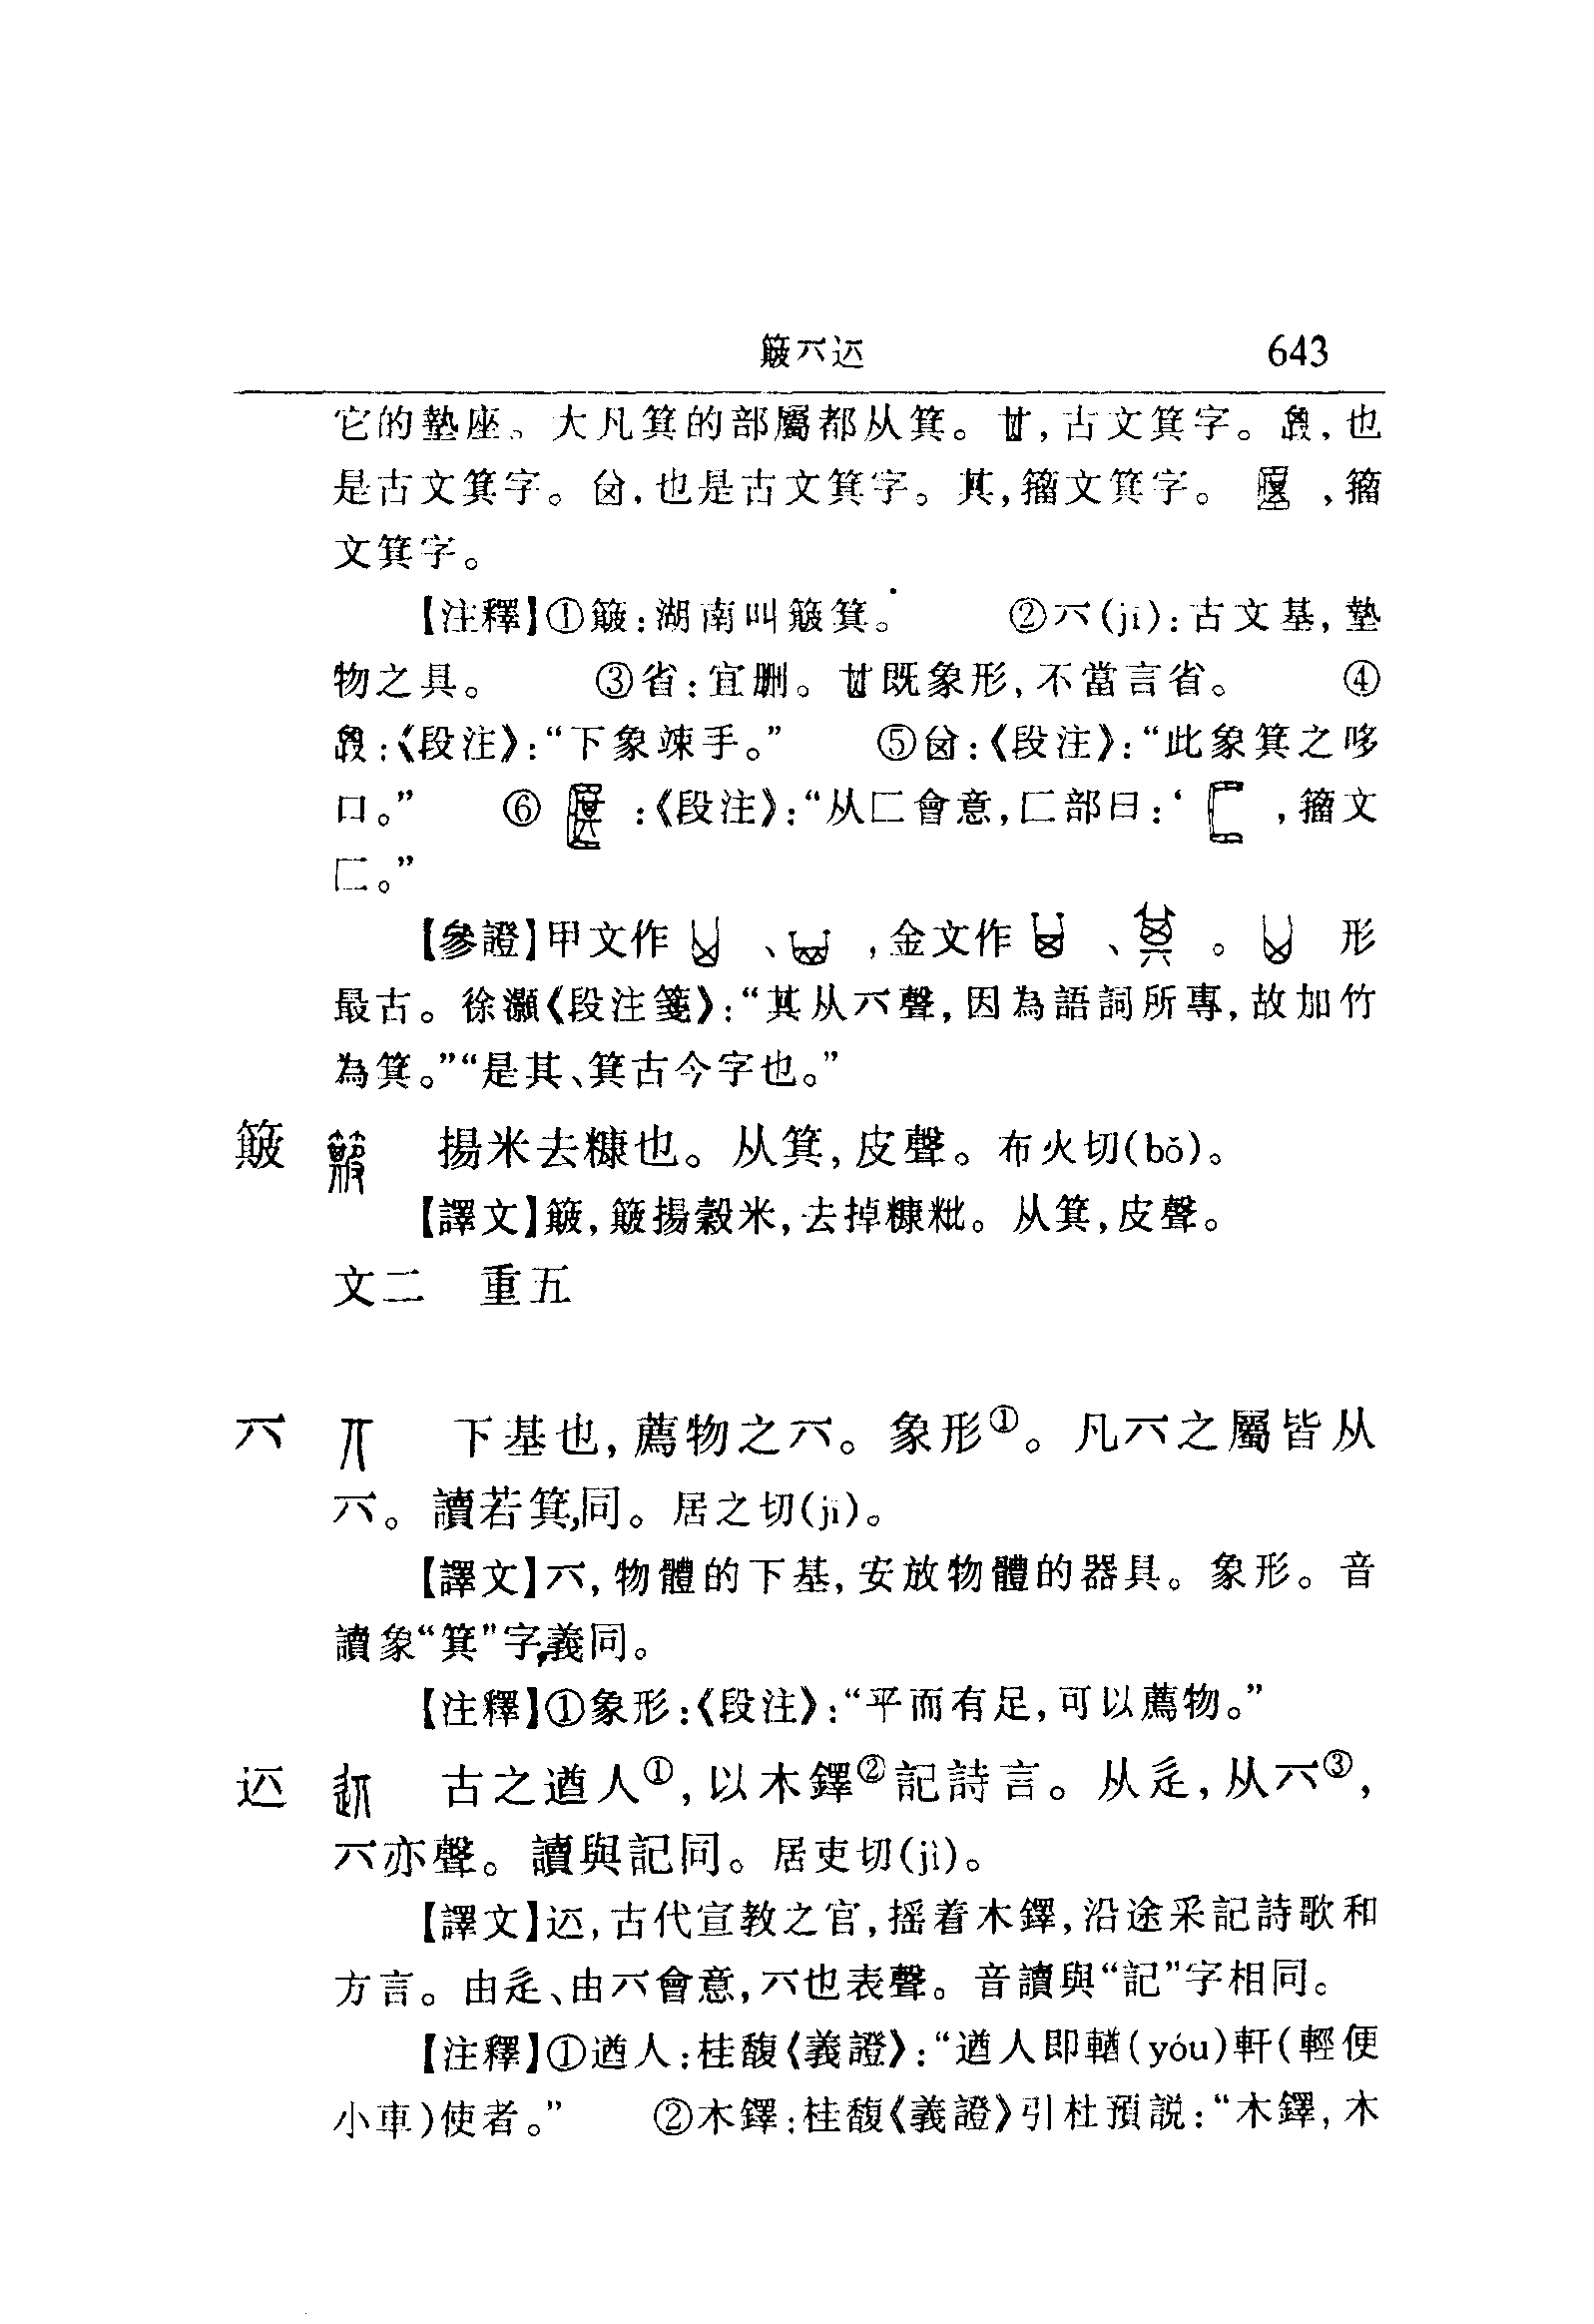 簸丌䢋 643
它的墊座。大凡箕的部屬都从箕。𠀠,古文箕字。𠔛,也
是古文箕字。𠔋,也是古文箕字。其,籀文箕字。 ,籀
文箕字。
【注釋】①簸:湖南叫簸箕。 ②丌(jī):古文基,墊
物之具。 ③省:宜刪。𠀠既象形,不當言省。 ④
𠔛:《段注》:“下象竦手。” ⑤𠔋:《段注》:“此象箕之哆
口。” ⑥ :《段注》:“从匚會意,匚部曰:‘ ,籀文
匚。”
【參證】甲文作 、 ,金文作 、 。 形
最古。徐灝《段注箋》:“其从丌聲,因為語詞所專,故加竹
為箕。”“是其、箕古今字也。”
簸 揚米去糠也。从箕,皮聲。布火切(bǒ)。
【譯文】簸,簸揚穀米,去掉糠粃。从箕,皮聲。
文二 重五
丌 下基也,薦物之丌。象形①。凡丌之屬皆从
丌。讀若箕,同。居之切(jī)。
【譯文】丌,物體的下基,安放物體的器具。象形。音
讀象“箕”字,義同。
【注釋】①象形:《段注》:“平而有足,可以薦物。”
䢋 古之遒人①,以木鐸②記詩言。从辵,从丌③,
丌亦聲。讀與記同。居吏切(jì)。
【譯文】䢋,古代宣教之官,摇着木鐸,沿途采記詩歌和
方言。由辵、由丌會意,丌也表聲。音讀與“記”字相同。
【注釋】①遒人:桂馥《義證》:“遒人即輶(yóu)軒(輕便
小車)使者。” ②木鐸:桂馥《義證》引杜預説:“木鐸,木